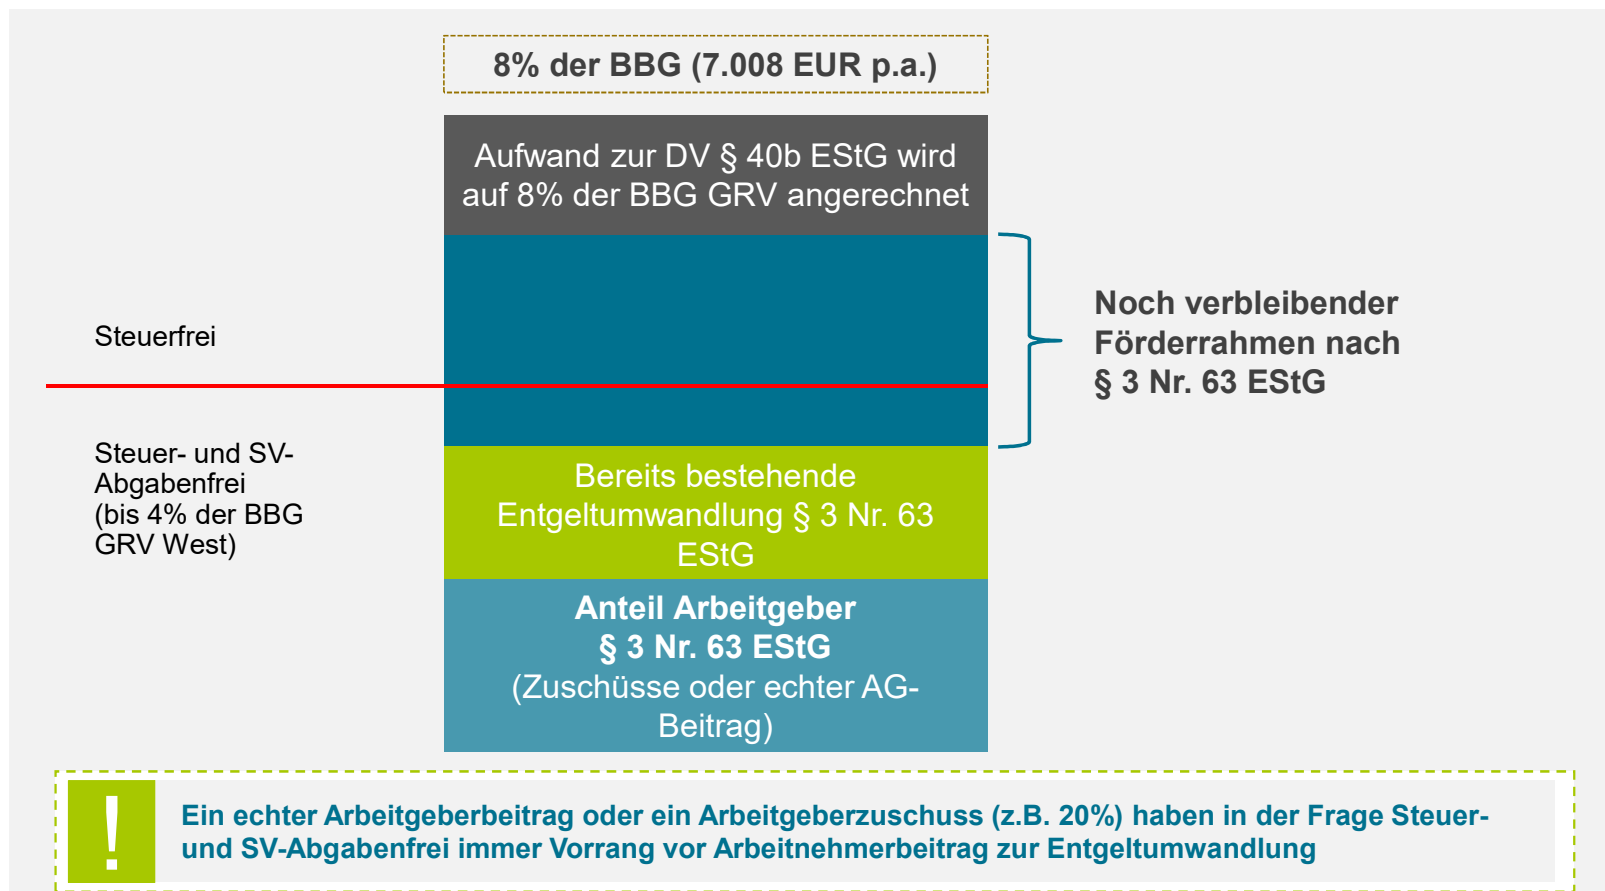 8% der BBG (7.008 EUR p.a.)
Aufwand zur DV § 40b EStG wird
auf 8% der BBG GRV angerechnet
Noch verbleibender
Förderrahmen nach
§ 3 Nr. 63 EStG
Steuerfrei
Steuer- und SV-
Abgabenfrei
(bis 4% der BBG
GRV West)
Bereits bestehende
Entgeltumwandlung § 3 Nr. 63
EStG
Anteil Arbeitgeber
§ 3 Nr. 63 EStG
(Zuschüsse oder echter AG-
Beitrag)
!
Ein echter Arbeitgeberbeitrag oder ein Arbeitgeberzuschuss (z.B. 20%) haben in der Frage Steuer-
und SV-Abgabenfrei immer Vorrang vor Arbeitnehmerbeitrag zur Entgeltumwandlung